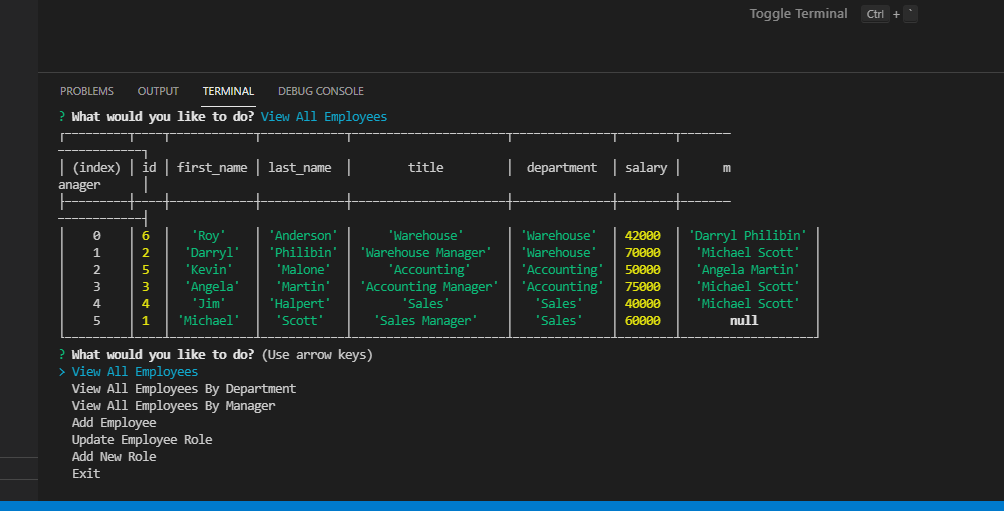 Toggle Terminal Ctrl + `
PROBLEMS OUTPUT TERMINAL DEBUG CONSOLE
? What would you like to do? View All Employees
(index) id first_name last_name title department salary m
anager
0 6 'Roy' 'Anderson' 'Warehouse' 'Warehouse' 42000 'Darryl Philibin'
1 2 'Darryl' 'Philibin' 'Warehouse Manager' 'Warehouse' 70000 'Michael Scott'
2 5 'Kevin' 'Malone' 'Accounting' 'Accounting' 50000 'Angela Martin'
3 3 'Angela' 'Martin' 'Accounting Manager' 'Accounting' 75000 'Michael Scott'
4 4 'Jim' 'Halpert' 'Sales' 'Sales' 40000 'Michael Scott'
5 1 'Michael' 'Scott' 'Sales Manager' 'Sales' 60000 null
? What would you like to do? (Use arrow keys)
> View All Employees
View All Employees By Department
View All Employees By Manager
Add Employee
Update Employee Role
Add New Role
Exit